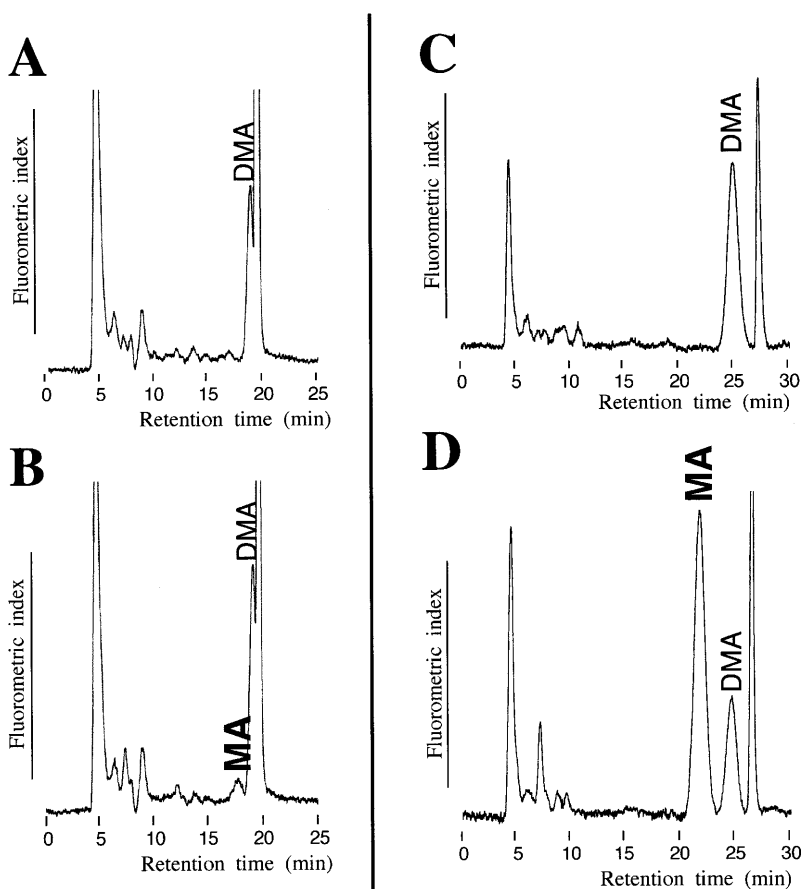 A
DMA
Fluorometric index
0 5 10 15 20 25
Retention time (min)
B
DMA
MA
Fluorometric index
0 5 10 15 20 25
Retention time (min)
C
DMA
Fluorometric index
0 5 10 15 20 25 30
Retention time (min)
D
MA
DMA
Fluorometric index
0 5 10 15 20 25 30
Retention time (min)